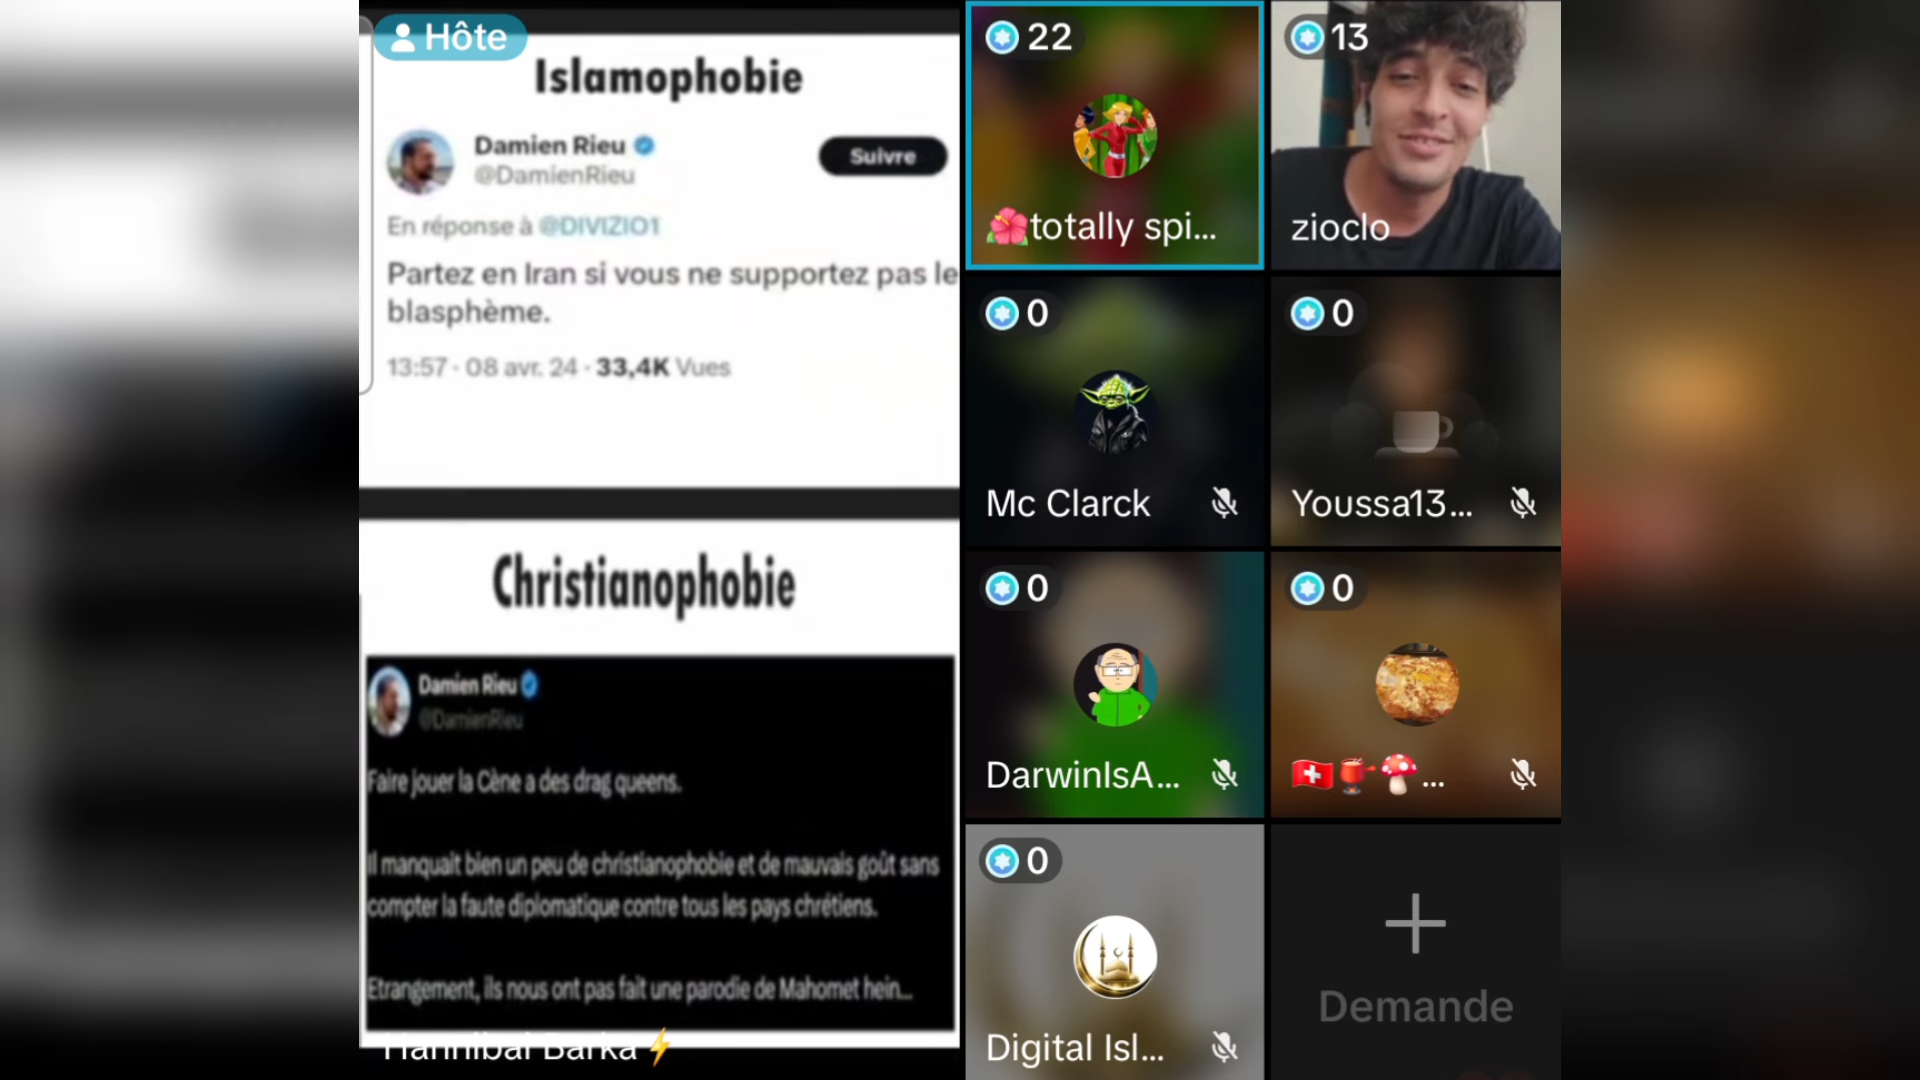 Hôte
Islamophobie
Damien Rieu
@DamienRieu
Suivre
En réponse à @DIVIZIO1
Partez en Iran si vous ne supportez pas le
blasphème.
13:57 · 08 avr. 24 · 33,4K Vues
Christianophobie
Damien Rieu
@DamienRieu
Faire jouer la Cène a des drag queens.
Il manquait bien un peu de christianophobie et de mauvais goût sans
compter la faute diplomatique contre tous les pays chrétiens.
Etrangement, ils nous ont pas fait une parodie de Mahomet hein...
Hannibal Barka⚡
22
🌺totally spi...
13
zioclo
0
Mc Clarck
0
Youssa13...
0
DarwinIsA...
0
🇨🇭🫕🍄...
0
Digital Isl...
Demande